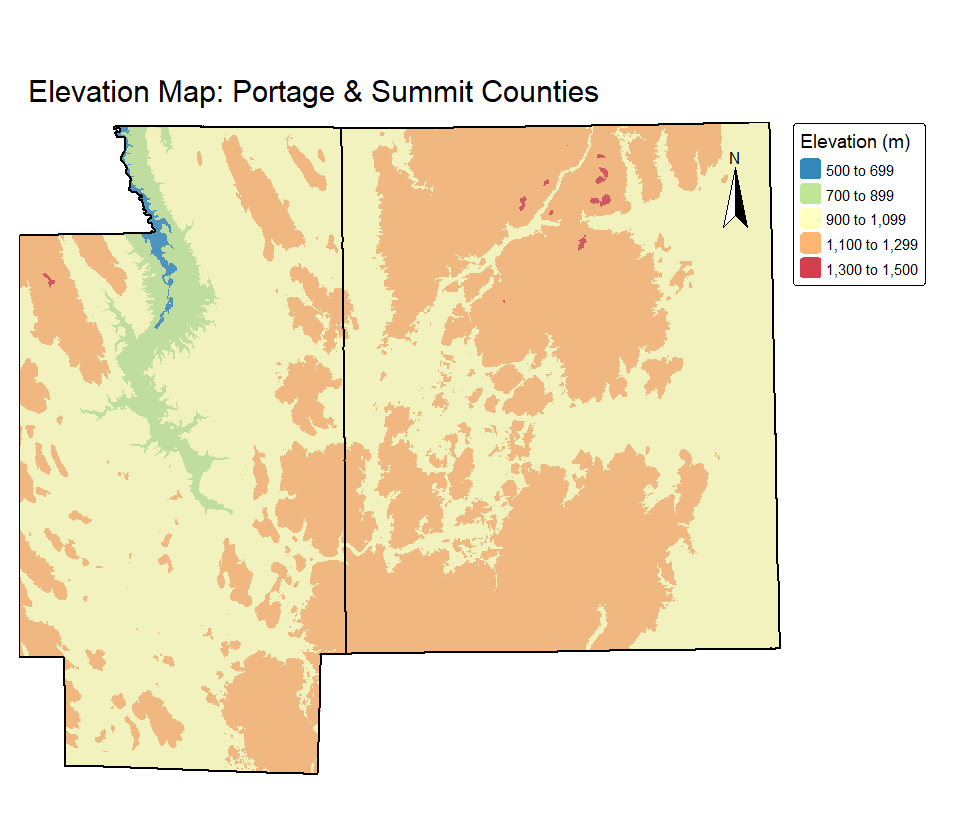 Elevation Map: Portage & Summit Counties
N
Elevation (m)
500 to 699
700 to 899
900 to 1,099
1,100 to 1,299
1,300 to 1,500